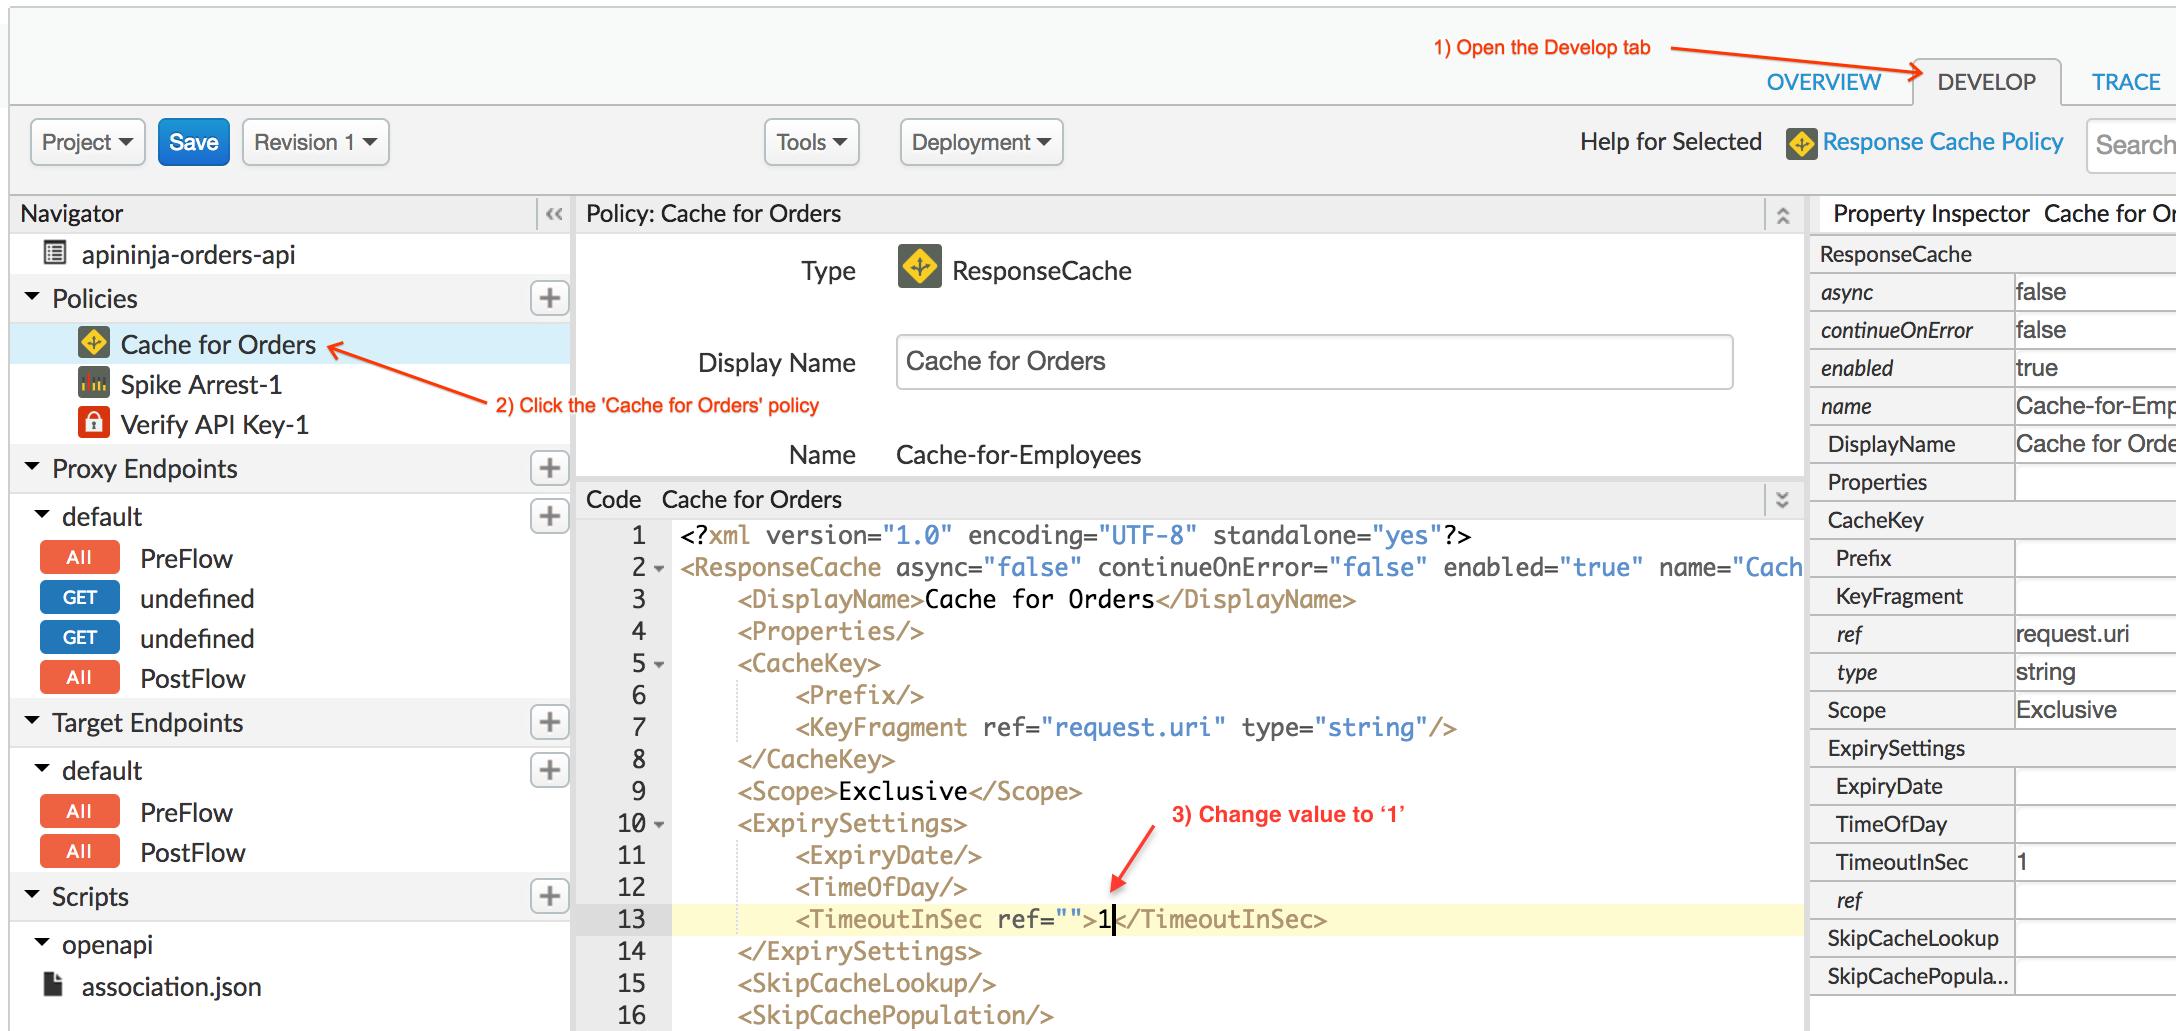 1) Open the Develop tab
OVERVIEW DEVELOP TRACE
Project Save Revision 1 Tools Deployment Help for Selected Response Cache Policy Search
Navigator
apininja-orders-api
Policies
Cache for Orders
Spike Arrest-1
2) Click the 'Cache for Orders' policy
Verify API Key-1
Proxy Endpoints
default
All PreFlow
GET undefined
GET undefined
All PostFlow
Target Endpoints
default
All PreFlow
All PostFlow
Scripts
openapi
association.json
Policy: Cache for Orders
Type ResponseCache
Display Name Cache for Orders
Name Cache-for-Employees
Code Cache for Orders
1 <?xml version="1.0" encoding="UTF-8" standalone="yes"?>
2 <ResponseCache async="false" continueOnError="false" enabled="true" name="Cach
3 <DisplayName>Cache for Orders</DisplayName>
4 <Properties/>
5 <CacheKey>
6 <Prefix/>
7 <KeyFragment ref="request.uri" type="string"/>
8 </CacheKey>
9 <Scope>Exclusive</Scope>
3) Change value to ‘1’
10 <ExpirySettings>
11 <ExpiryDate/>
12 <TimeOfDay/>
13 <TimeoutInSec ref="">1</TimeoutInSec>
14 </ExpirySettings>
15 <SkipCacheLookup/>
16 <SkipCachePopulation/>
Property Inspector Cache for Or
ResponseCache
async false
continueOnError false
enabled true
name Cache-for-Emp
DisplayName Cache for Orde
Properties
CacheKey
Prefix
KeyFragment
ref request.uri
type string
Scope Exclusive
ExpirySettings
ExpiryDate
TimeOfDay
TimeoutInSec 1
ref
SkipCacheLookup
SkipCachePopula...